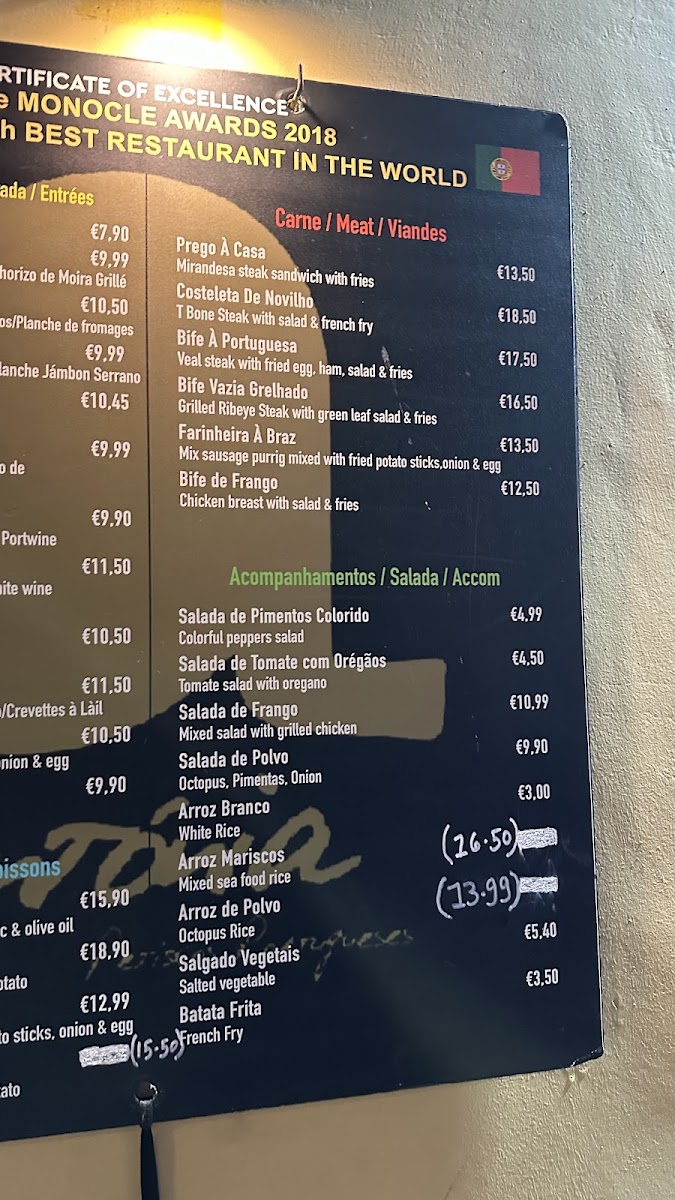 RTIFICATE OF EXCELLENCE
e MONOCLE AWARDS 2018
h BEST RESTAURANT IN THE WORLD
ada / Entrées
€7,90
€9,99
horizo de Moira Grillé
€10,50
os/Planche de fromages
€9,99
lanche Jámbon Serrano
€10,45
€9,99
o de
€9,90
Portwine
€11,50
ite wine
€10,50
€11,50
/Crevettes à Làil
€10,50
nion & egg
€9,90
oissons
€15,90
c & olive oil
€18,90
otato
€12,99
to sticks, onion & egg
(15.50)
tato
Carne / Meat / Viandes
Prego À Casa
Mirandesa steak sandwich with fries €13,50
Costeleta De Novilho
T Bone Steak with salad & french fry €18,50
Bife À Portuguesa
Veal steak with fried egg, ham, salad & fries €17,50
Bife Vazia Grelhado
Grilled Ribeye Steak with green leaf salad & fries €16,50
Farinheira À Braz €13,50
Mix sausage purrig mixed with fried potato sticks,onion & egg
Bife de Frango €12,50
Chicken breast with salad & fries
Acompanhamentos / Salada / Accom
Salada de Pimentos Colorido €4,99
Colorful peppers salad
Salada de Tomate com Orégãos €4,50
Tomate salad with oregano
Salada de Frango €10,99
Mixed salad with grilled chicken
Salada de Polvo €9,90
Octopus, Pimentas, Onion
Arroz Branco €3,00
White Rice
Arroz Mariscos (16.50)
Mixed sea food rice
Arroz de Polvo (13.99)
Octopus Rice
Salgado Vegetais €5,40
Salted vegetable
Batata Frita €3,50
French Fry